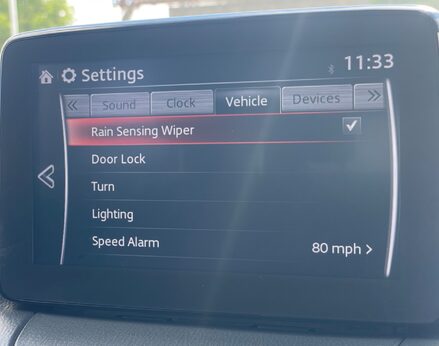 Settings 11:33
Sound Clock Vehicle Devices
Rain Sensing Wiper
Door Lock
Turn
Lighting
Speed Alarm 80 mph